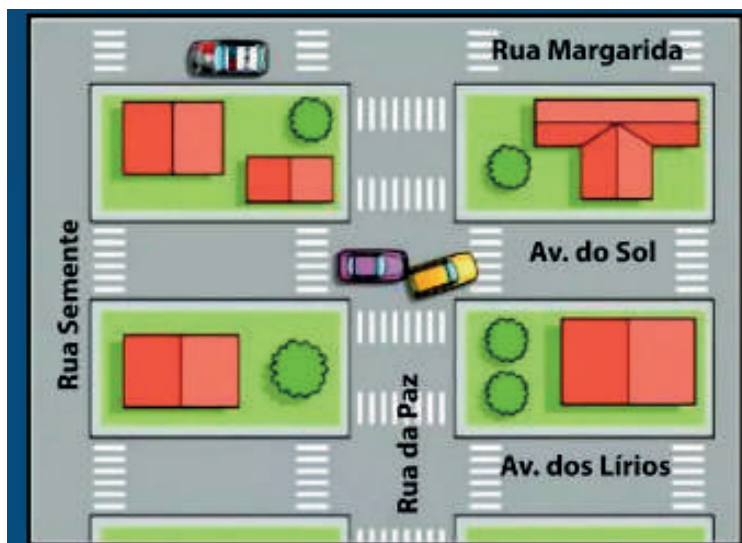 Rua Margarida
Av. do Sol
Rua Semente
Rua da Paz
Av. dos Lírios